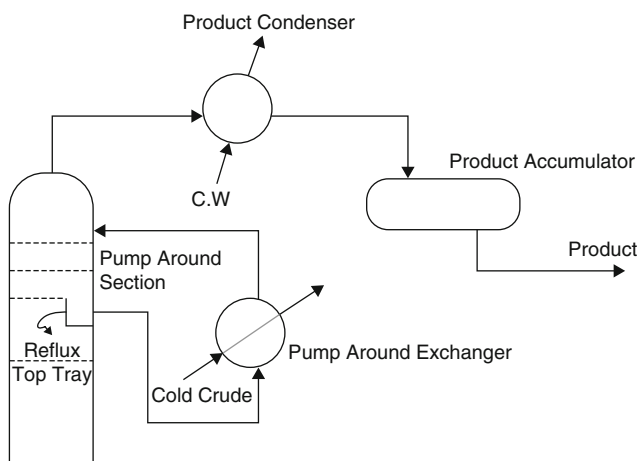 Product Condenser
C.W
Product Accumulator
Product
Pump Around
Section
Reflux
Top Tray
Pump Around Exchanger
Cold Crude